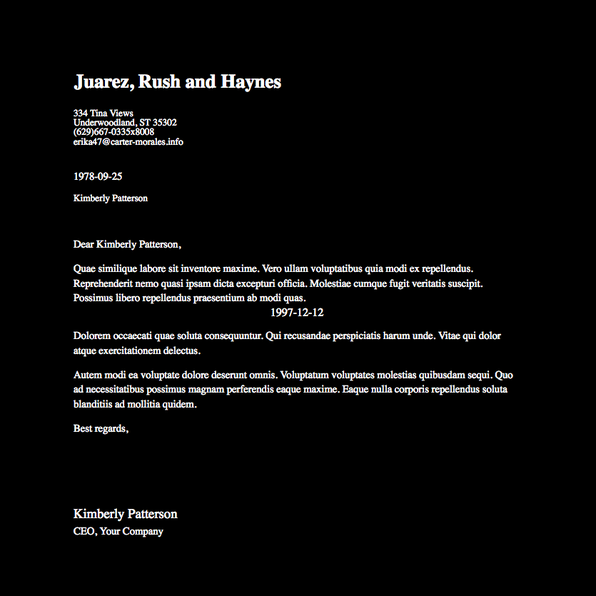 Juarez, Rush and Haynes
334 Tina Views
Underwoodland, ST 35302
(629)667-0335x8008
erika47@carter-morales.info
1978-09-25
Kimberly Patterson
Dear Kimberly Patterson,
Quae similique labore sit inventore maxime. Vero ullam voluptatibus quia modi ex repellendus.
Reprehenderit nemo quasi ipsam dicta excepturi officia. Molestiae cumque fugit veritatis suscipit.
Possimus libero repellendus praesentium ab modi quas.
1997-12-12
Dolorem occaecati quae soluta consequuntur. Qui recusandae perspiciatis harum unde. Vitae qui dolor
atque exercitationem delectus.
Autem modi ea voluptate dolore deserunt omnis. Voluptatum voluptates molestias quibusdam sequi. Quo
ad necessitatibus possimus magnam perferendis eaque maxime. Eaque nulla corporis repellendus soluta
blanditiis ad mollitia quidem.
Best regards,
Kimberly Patterson
CEO, Your Company